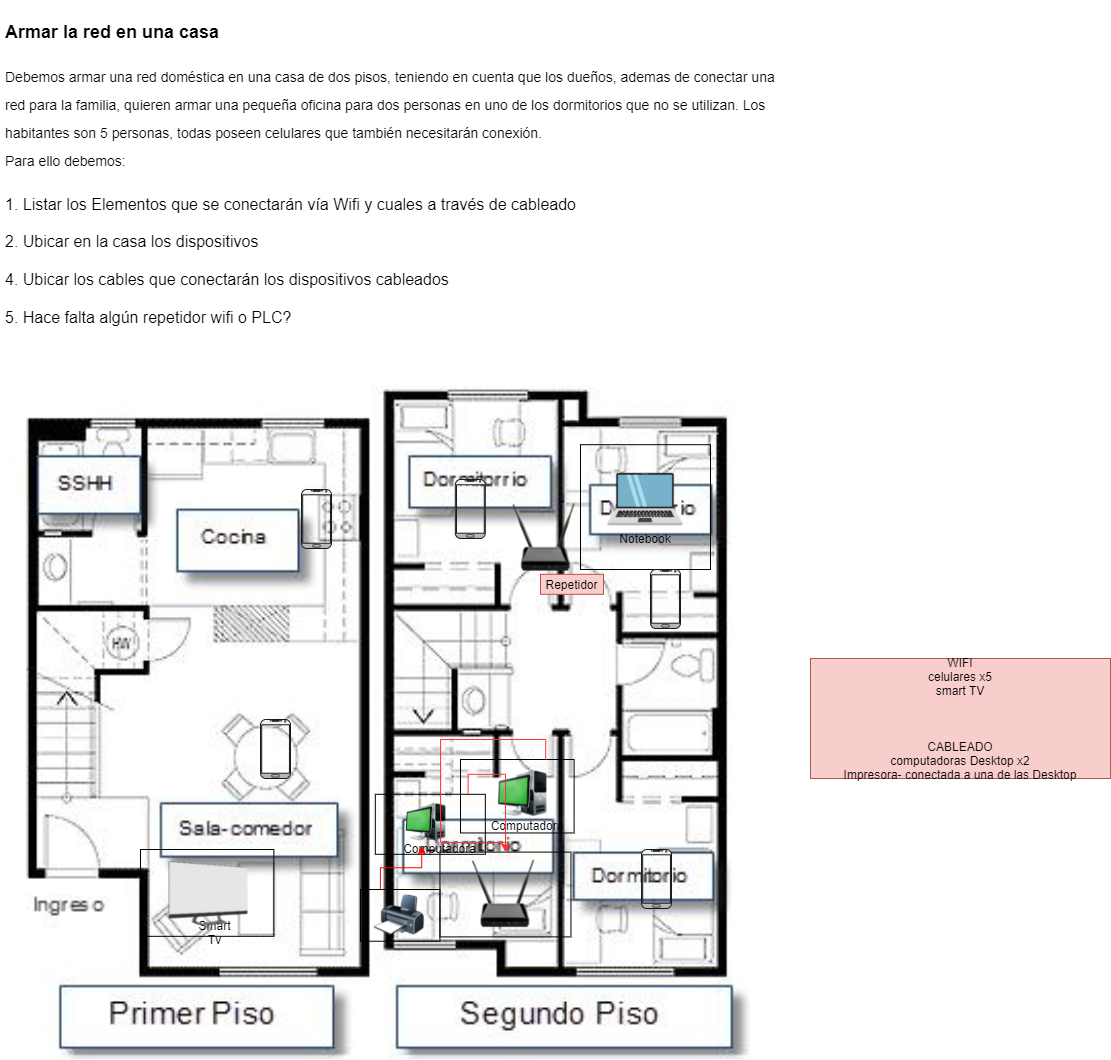 Armar la red en una casa
Debemos armar una red doméstica en una casa de dos pisos, teniendo en cuenta que los dueños, ademas de conectar una
red para la familia, quieren armar una pequeña oficina para dos personas en uno de los dormitorios que no se utilizan. Los
habitantes son 5 personas, todas poseen celulares que también necesitarán conexión.
Para ello debemos:
1. Listar los Elementos que se conectarán vía Wifi y cuales a través de cableado
2. Ubicar en la casa los dispositivos
4. Ubicar los cables que conectarán los dispositivos cableados
5. Hace falta algún repetidor wifi o PLC?
SSHH
Cocina
HW
Sala-comedor
Ingreso
Smart
TV
Primer Piso
Dormitorrio
Notebook
Repetidor
Computadora
Computadora
Dormitorio
Segundo Piso
WIFI
celulares x5
smart TV
CABLEADO
computadoras Desktop x2
Impresora- conectada a una de las Desktop